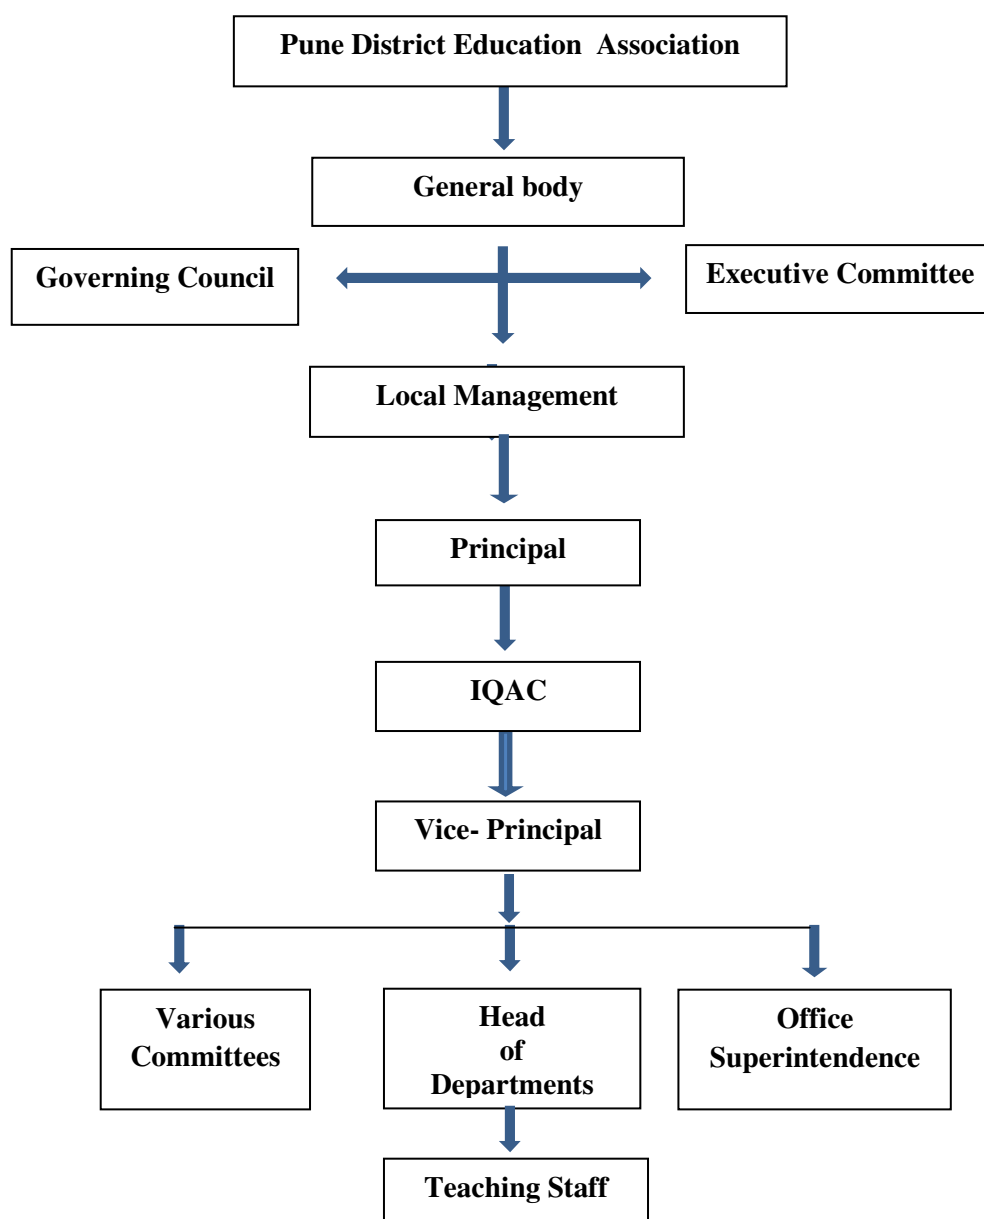 Pune District Education  Association
General body
Governing Council
Executive Committee
Local Management
Principal
IQAC
Vice- Principal
Various
Committees
Head
of
Departments
Office
Superintendence
Teaching Staff